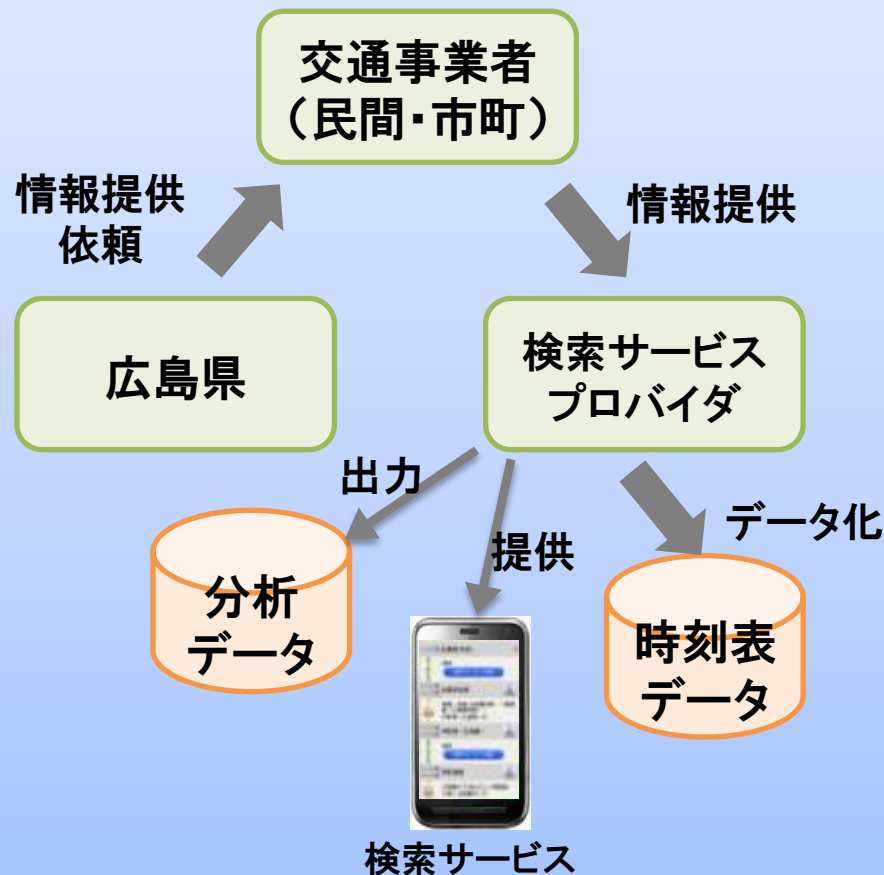 交通事業者
（民間・市町）
情報提供
依頼
情報提供
広島県
検索サービス
プロバイダ
出力
提供
データ化
分析
データ
時刻表
データ
検索サービス